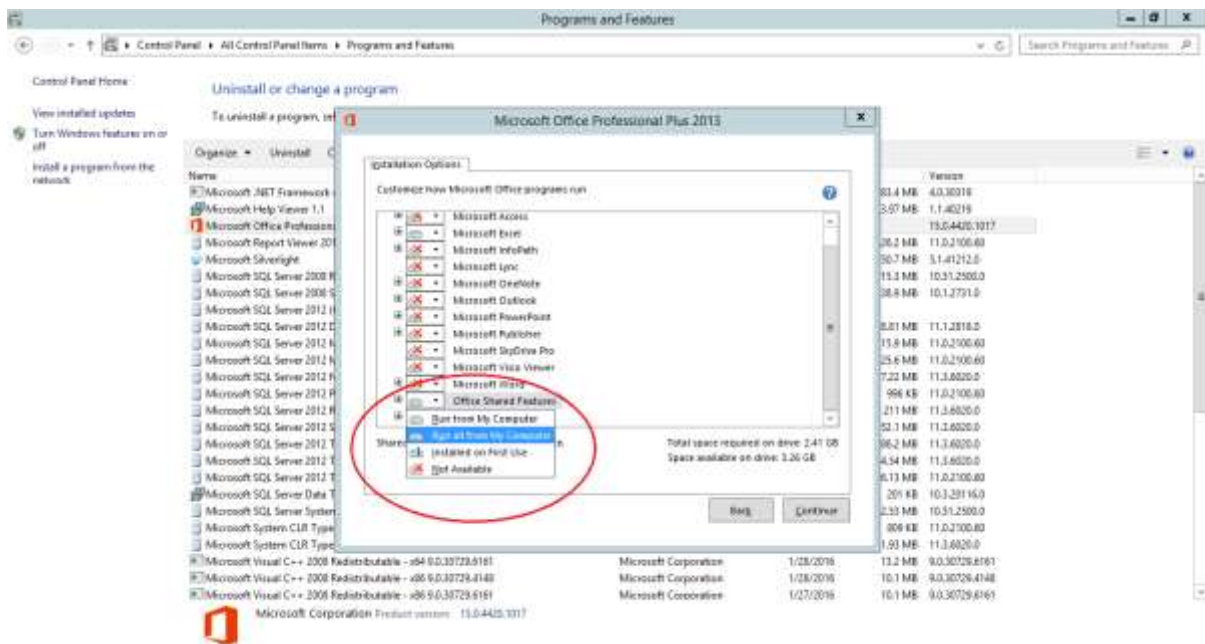 Programs and Features
Control Panel All Control Panel Items Programs and Features
Search Programs and Features
Control Panel Home
View installed updates
Turn Windows features on or off
Install a program from the network
Uninstall or change a program
To uninstall a program, sel
Organize Uninstall C
Name Version
Microsoft .NET Framework 4.0.30319
Microsoft Help Viewer 1.1 3.97 MB 1.1.40219
Microsoft Office Profession 15.0.4420.1017
Microsoft Report Viewer 201 11.0.2100.60
Microsoft Silverlight 5.1.41212.0
Microsoft SQL Server 2008 R 10.51.2500.0
Microsoft SQL Server 2008 S 10.1.2731.0
Microsoft SQL Server 2012
Microsoft SQL Server 2012 11.1.2818.0
Microsoft SQL Server 2012 11.0.2100.60
Microsoft SQL Server 2012 11.0.2100.60
Microsoft SQL Server 2012 11.3.6020.0
Microsoft SQL Server 2012 P 996 KB 11.0.2100.60
Microsoft SQL Server 2012 11.3.6020.0
Microsoft SQL Server 2012 11.3.6020.0
Microsoft SQL Server 2012 T 11.3.6020.0
Microsoft SQL Server 2012 T 11.3.6020.0
Microsoft SQL Server 2012 T 11.0.2100.60
Microsoft SQL Server Data T 201 KB 10.3.20116.0
Microsoft SQL Server System 10.51.2500.0
Microsoft System CLR Type 11.0.2100.60
Microsoft System CLR Type 1.93 MB 11.3.6020.0
Microsoft Visual C++ 2008 Redistributable - x64 9.0.30729.6161 Microsoft Corporation 1/28/2016 13.2 MB 9.0.30729.6161
Microsoft Visual C++ 2008 Redistributable - x86 9.0.30729.4148 Microsoft Corporation 1/28/2016 10.1 MB 9.0.30729.4148
Microsoft Visual C++ 2008 Redistributable - x86 9.0.30729.6161 Microsoft Corporation 1/27/2016 10.1 MB 9.0.30729.6161
Microsoft Corporation Product version: 15.0.4420.1017
Microsoft Office Professional Plus 2013
Installation Options
Customize how Microsoft Office programs run
Microsoft Access
Microsoft Excel
Microsoft InfoPath
Microsoft Lync
Microsoft OneNote
Microsoft Outlook
Microsoft PowerPoint
Microsoft Publisher
Microsoft SkyDrive Pro
Microsoft Visio Viewer
Microsoft Word
Office Shared Features
Run from My Computer
Run all from My Computer
Installed on First Use
Not Available
Shared
Total space required on drive: 2.41 GB
Space available on drive: 3.26 GB
Back Continue